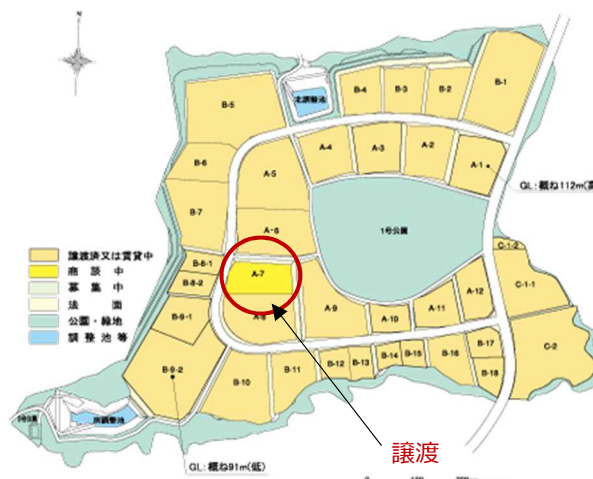 N
B-1
B-2
B-3
B-4
北調整池
B-5
A-4
A-3
A-2
A-1
GL:概ね112m(高
B-6
A-5
B-7
A-6
1号公園
譲渡済又は賃貸中
商談中
募集中
法面
公園・緑地
調整池等
B-8-1
B-8-2
A-7
C-1-2
B-9-1
A-8
A-9
A-10
A-11
A-12
C-1-1
B-9-2
B-10
B-11
B-12
B-13
B-14
B-15
B-16
B-17
B-18
C-2
GL:概ね91m(低)
譲渡